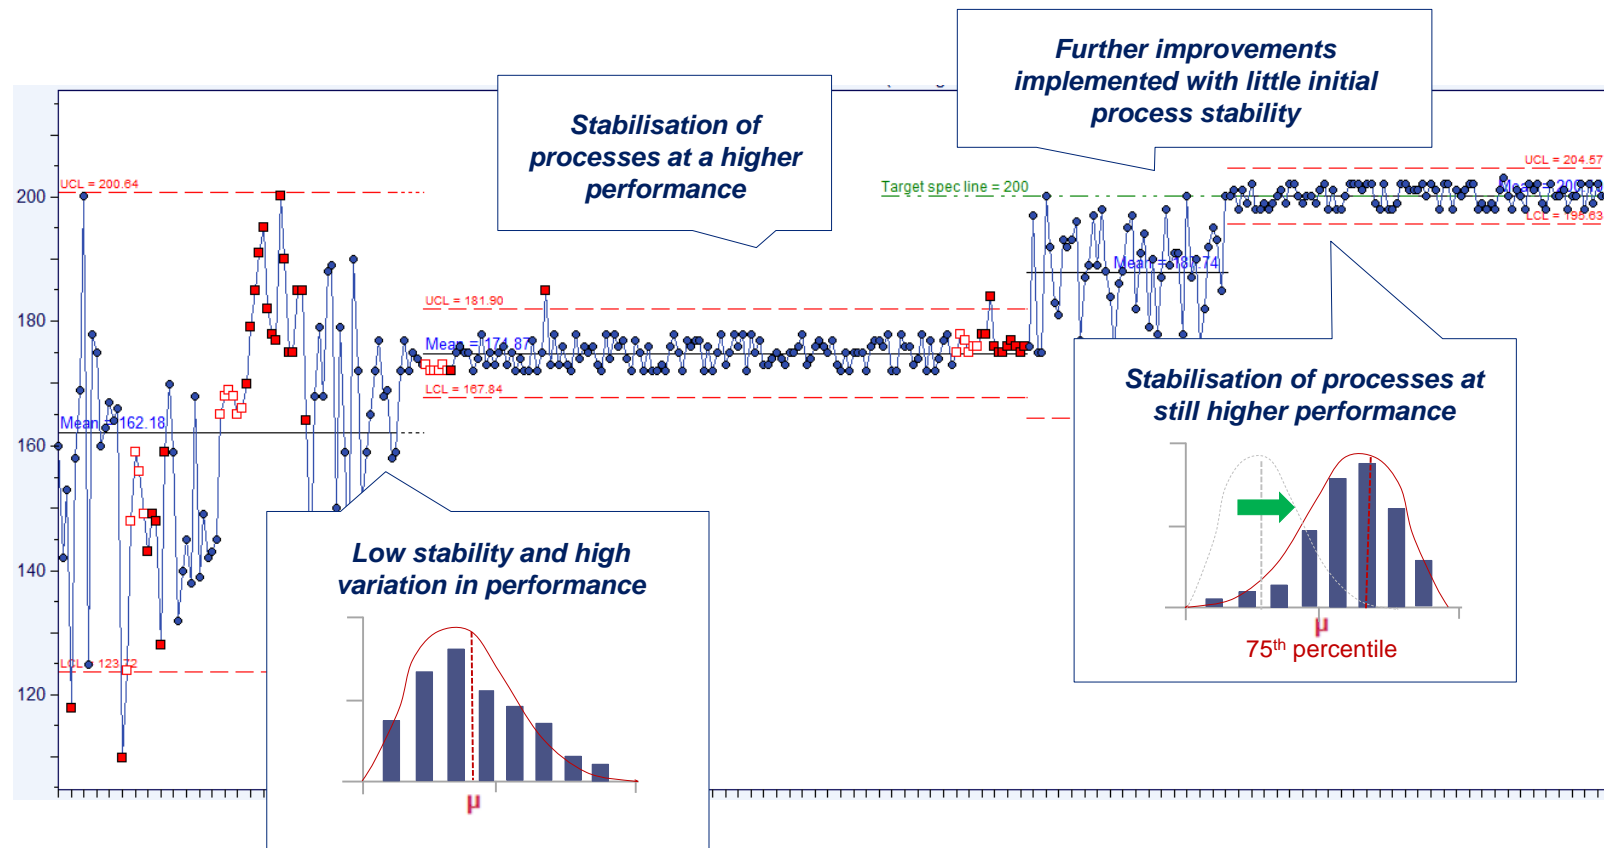 Further improvements
implemented with little initial
process stability
Stabilisation of
processes at a higher
performance
UCL = 204.57
UCL = 200.64
Target spec line = 200
200
LCL = 195.63
Mean = 187.74
UCL = 181.90
180
Mean = 174.87
LCL = 167.84
Stabilisation of processes at
still higher performance
μ
75th percentile
Mean = 162.18
160
140
LCL = 123.72
120
Low stability and high
variation in performance
μ